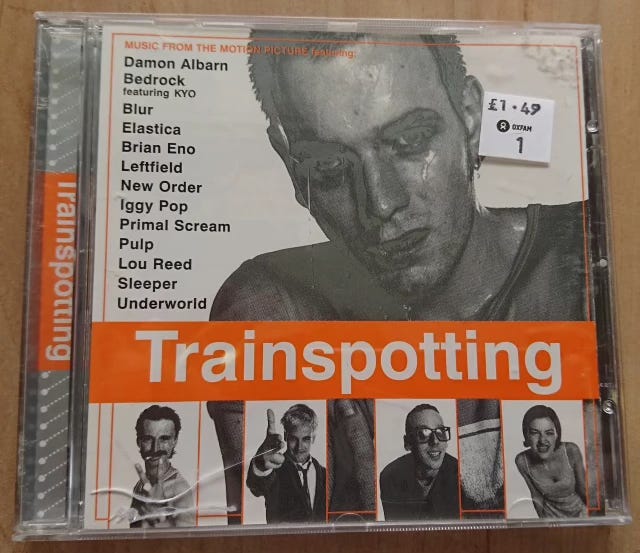 MUSIC FROM THE MOTION PICTURE featuring:
Damon Albarn
Bedrock
featuring KYO
Blur
Elastica
Brian Eno
Leftfield
New Order
Iggy Pop
Primal Scream
Pulp
Lou Reed
Sleeper
Underworld
£1.49
OXFAM
1
Trainspotting
Trainspotting